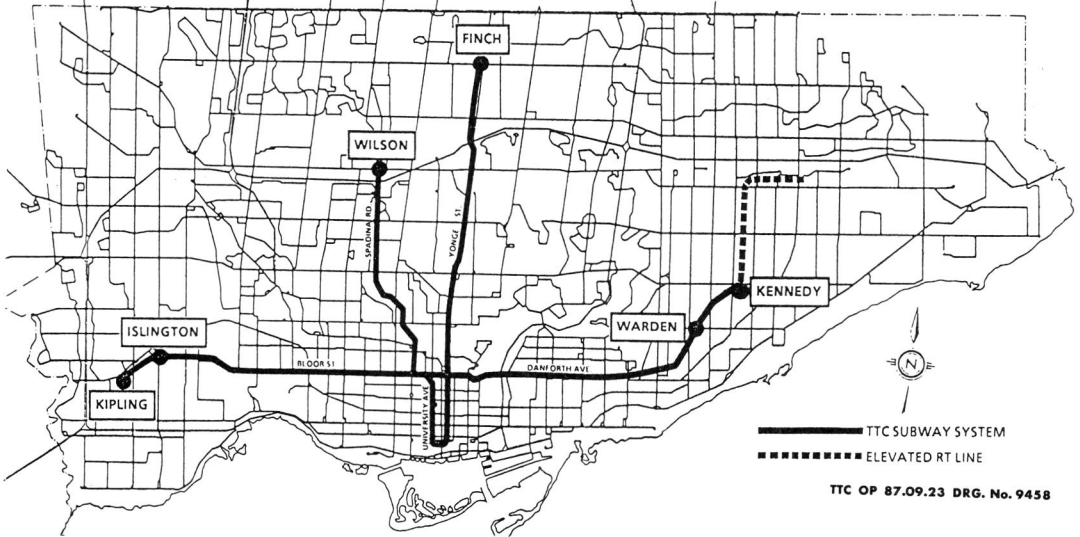 FINCH
WILSON
SPADINA RD.
YONGE ST.
KENNEDY
WARDEN
ISLINGTON
BLOOR ST
DANFORTH AVE.
KIPLING
UNIVERSITY AVE
N
TTC SUBWAY SYSTEM
ELEVATED RT LINE
TTC OP 87.09.23 DRG. No. 9458